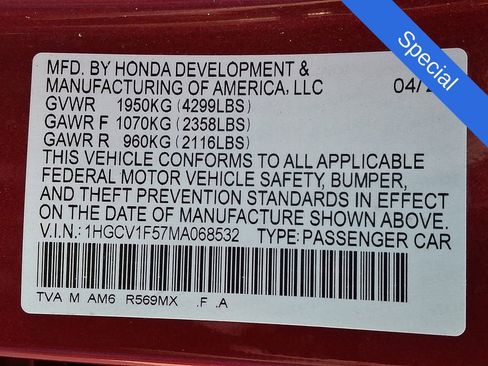 MFD. BY HONDA DEVELOPMENT &
MANUFACTURING OF AMERICA, LLC 04/
GVWR 1950KG (4299LBS)
GAWR F 1070KG (2358LBS)
GAWR R 960KG (2116LBS)
THIS VEHICLE CONFORMS TO ALL APPLICABLE
FEDERAL MOTOR VEHICLE SAFETY, BUMPER,
AND THEFT PREVENTION STANDARDS IN EFFECT
ON THE DATE OF MANUFACTURE SHOWN ABOVE.
V.I.N.:1HGCV1F57MA068532 TYPE:PASSENGER CAR
TVA M AM6 R569MX .F .A
Special